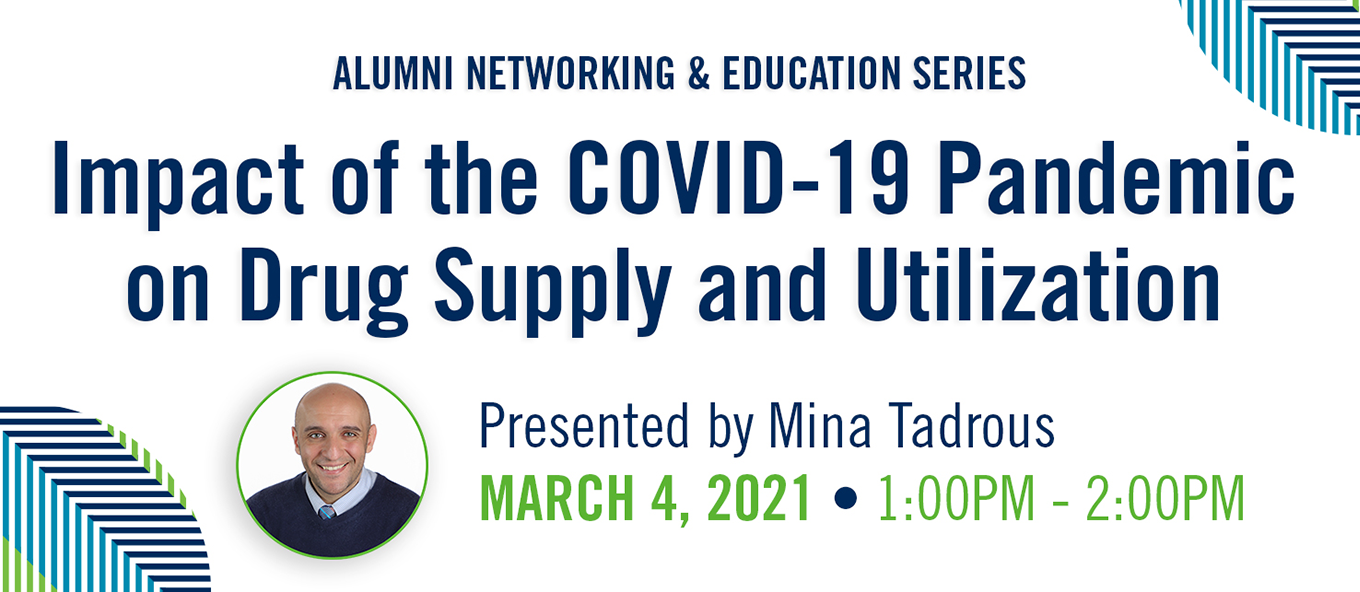 ALUMNI NETWORKING & EDUCATION SERIES
Impact of the COVID-19 Pandemic
on Drug Supply and Utilization
Presented by Mina Tadrous
MARCH 4, 2021 • 1:00PM - 2:00PM